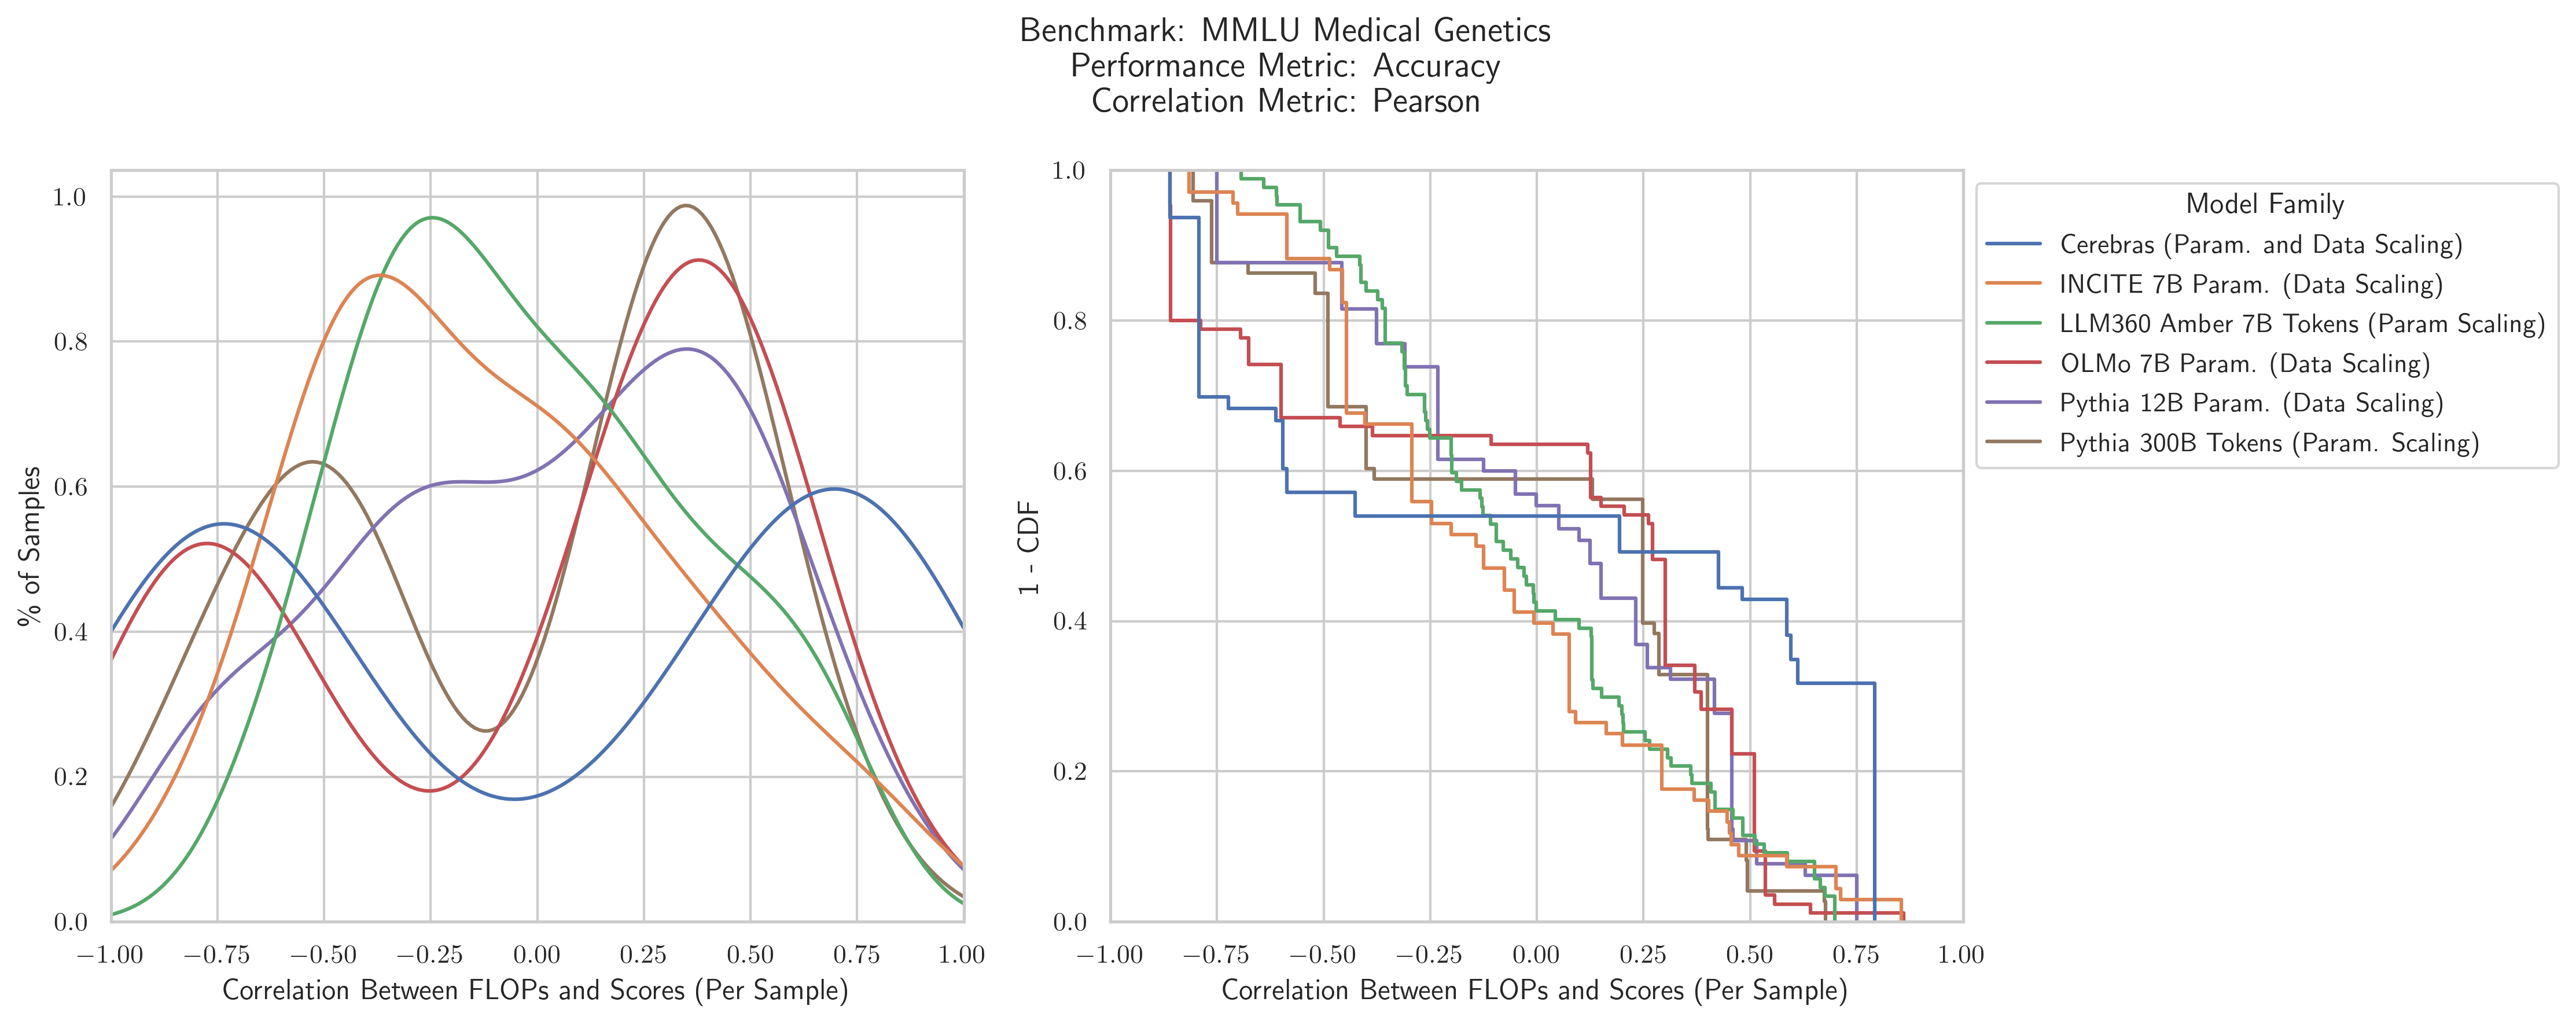 Benchmark: MMLU Medical Genetics
Performance Metric: Accuracy
Correlation Metric: Pearson
% of Samples
1.0
0.8
0.6
0.4
0.2
0.0
−1.00 −0.75 −0.50 −0.25 0.00 0.25 0.50 0.75 1.00
Correlation Between FLOPs and Scores (Per Sample)
1 - CDF
1.0
0.8
0.6
0.4
0.2
0.0
−1.00 −0.75 −0.50 −0.25 0.00 0.25 0.50 0.75 1.00
Correlation Between FLOPs and Scores (Per Sample)
Model Family
Cerebras (Param. and Data Scaling)
INCITE 7B Param. (Data Scaling)
LLM360 Amber 7B Tokens (Param Scaling)
OLMo 7B Param. (Data Scaling)
Pythia 12B Param. (Data Scaling)
Pythia 300B Tokens (Param. Scaling)